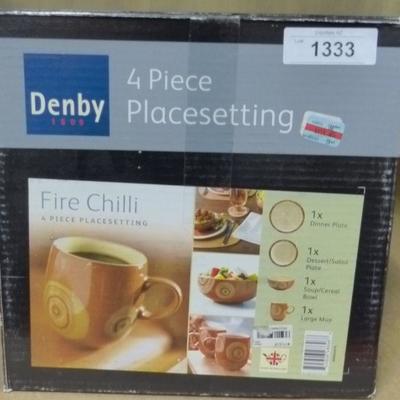 Lot
1333
Denby
1809
4 Piece
Placesetting
Fire Chilli
4 PIECE PLACESETTING
1x
Dinner Plate
1x
Dessert/Salad
Plate
1x
Soup/Cereal
Bowl
1x
Large Mug